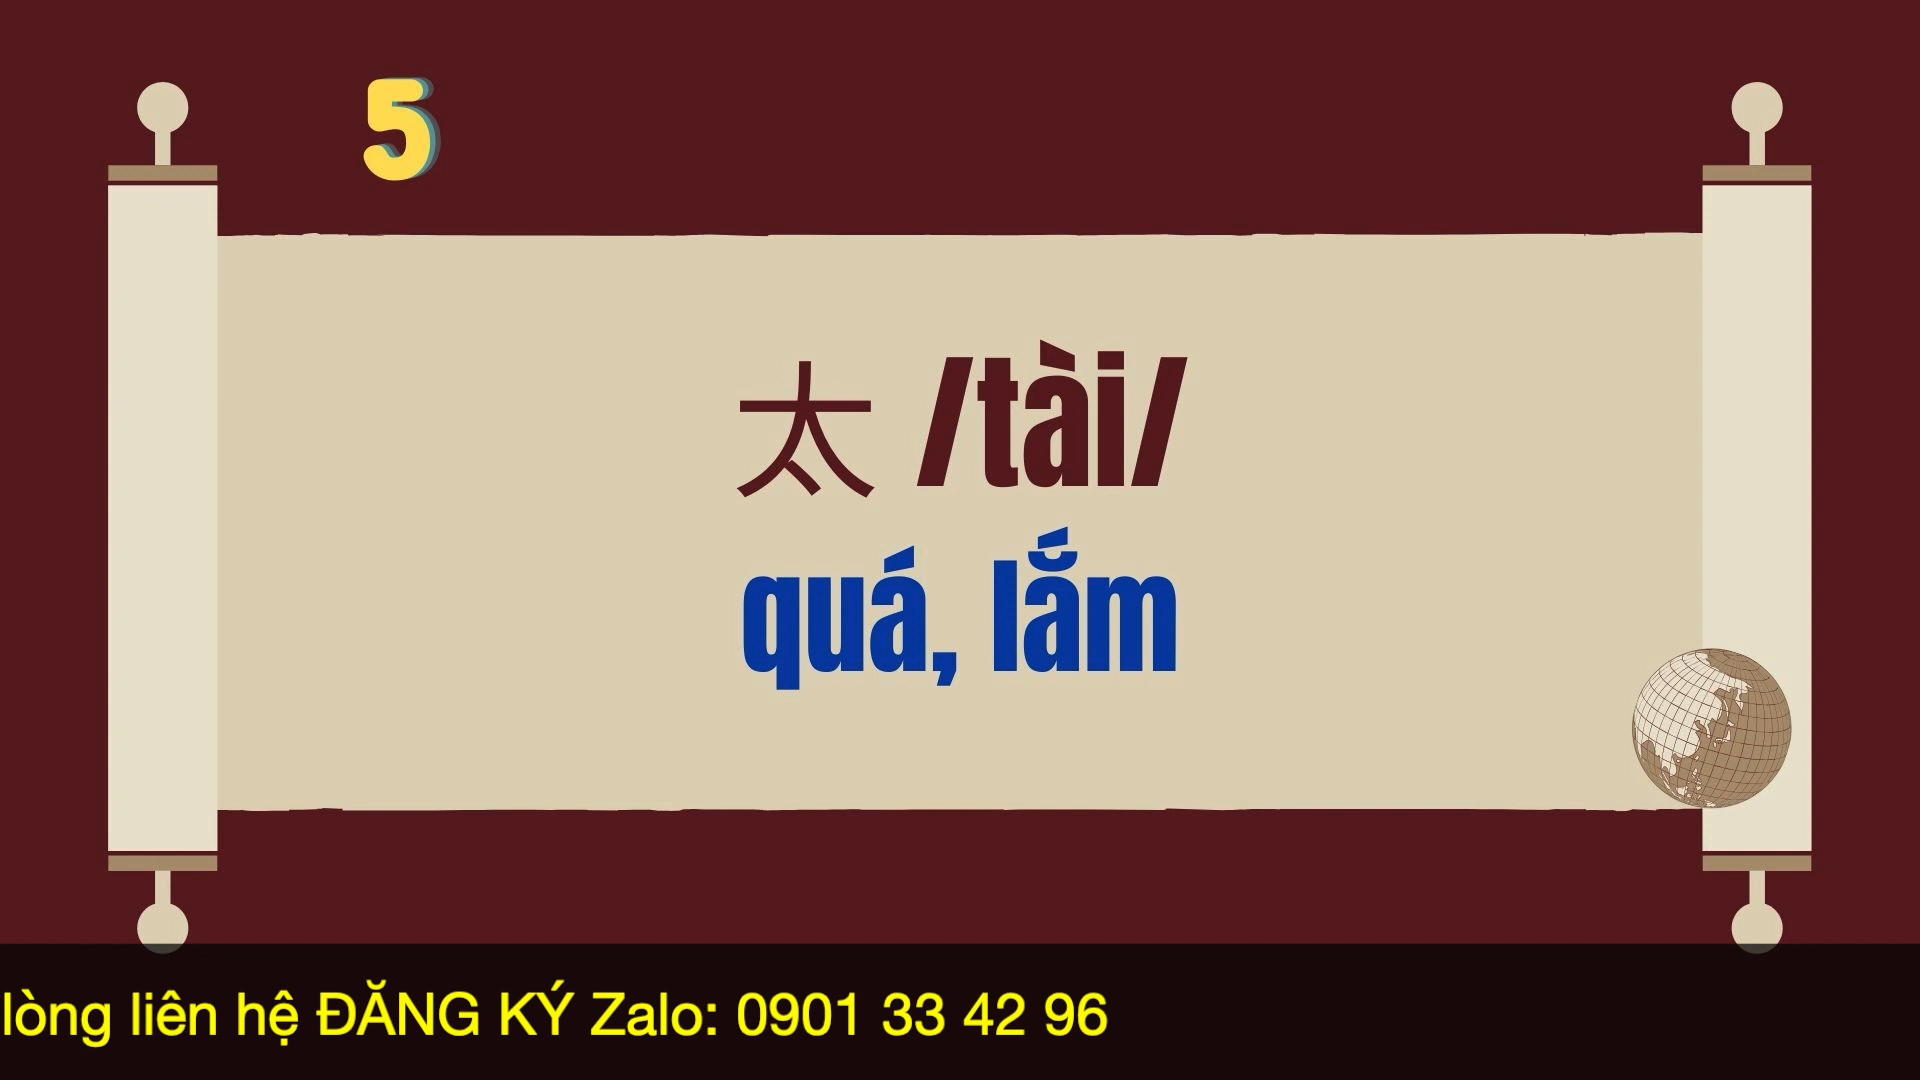 5
太 /tài/
quá, lắm
lòng liên hệ ĐĂNG KÝ Zalo: 0901 33 42 96